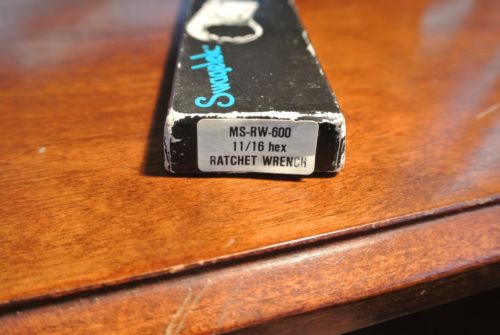 Swagelok
MS-RW-600
11/16 hex
RATCHET WRENCH